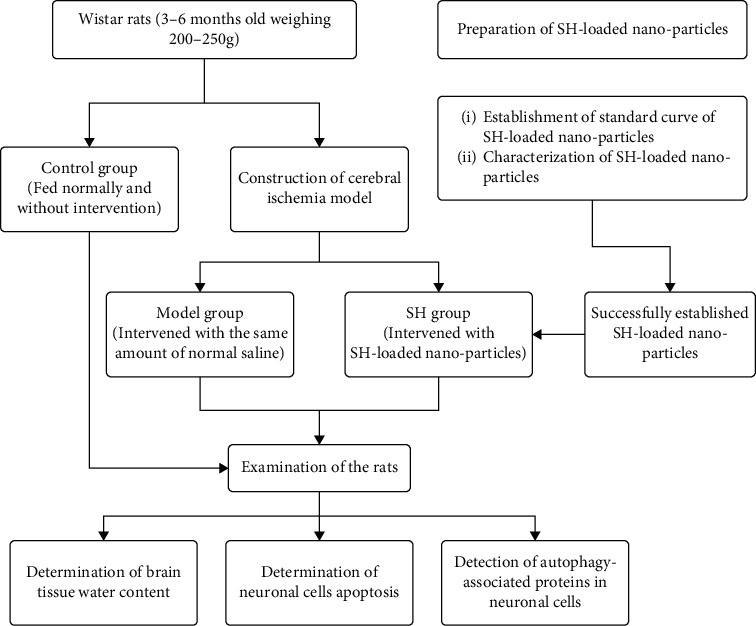 Wistar rats (3–6 months old weighing
200–250g)
Preparation of SH-loaded nano-particles
(i) Establishment of standard curve of
SH-loaded nano-particles
(ii) Characterization of SH-loaded nano-
particles
Control group
(Fed normally and
without intervention)
Construction of cerebral
ischemia model
Model group
(Intervened with the same
amount of normal saline)
SH group
(Intervened with
SH-loaded nano-particles)
Successfully established
SH-loaded nano-
particles
Examination of the rats
Determination of brain
tissue water content
Determination of
neuronal cells apoptosis
Detection of autophagy-
associated proteins in
neuronal cells